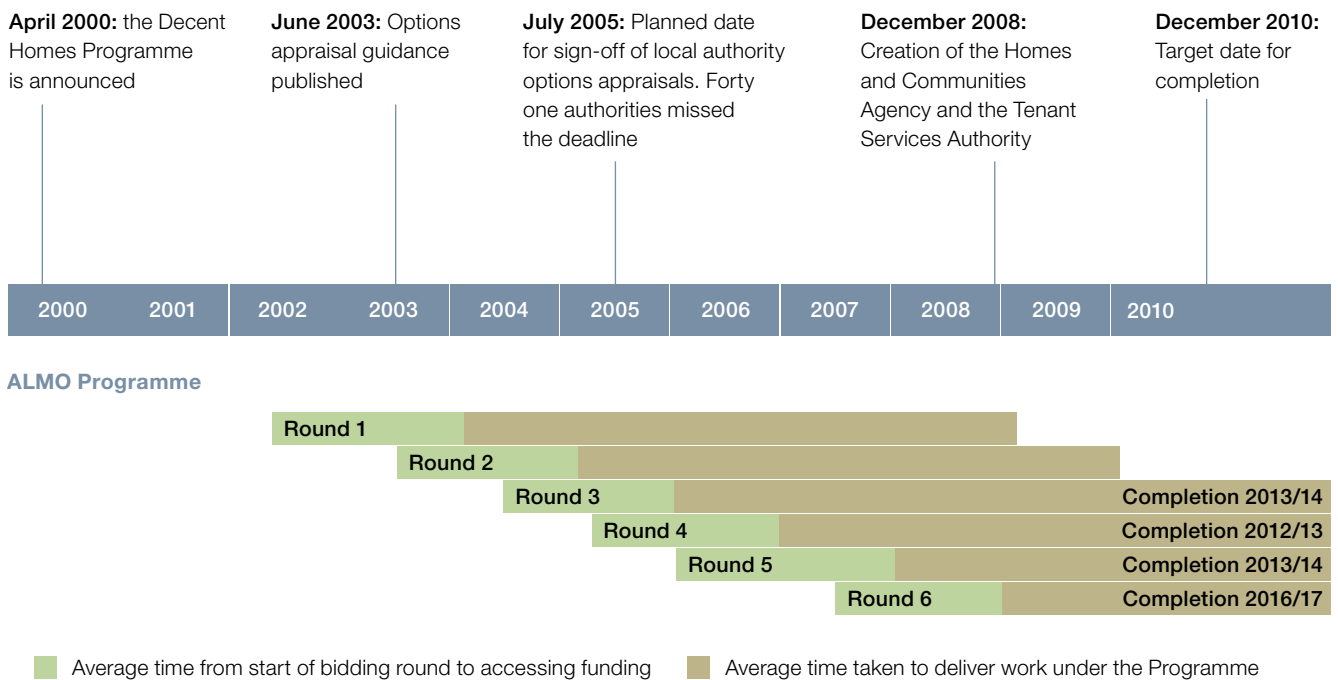 April 2000: the Decent
Homes Programme
is announced
June 2003: Options
appraisal guidance
published
July 2005: Planned date
for sign-off of local authority
options appraisals. Forty
one authorities missed
the deadline
December 2008:
Creation of the Homes
and Communities
Agency and the Tenant
Services Authority
December 2010:
Target date for
completion
2000 2001 2002 2003 2004 2005 2006 2007 2008 2009 2010
ALMO Programme
Round 1
Round 2
Round 3 Completion 2013/14
Round 4 Completion 2012/13
Round 5 Completion 2013/14
Round 6 Completion 2016/17
Average time from start of bidding round to accessing funding Average time taken to deliver work under the Programme